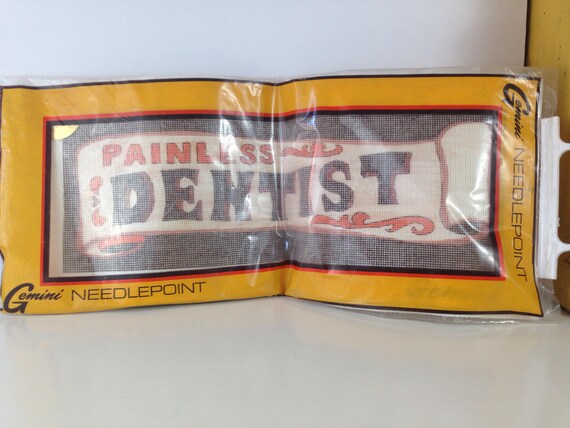 PAINLESS
DENTIST
Gemini NEEDLEPOINT
Gemini NEEDLEPOINT